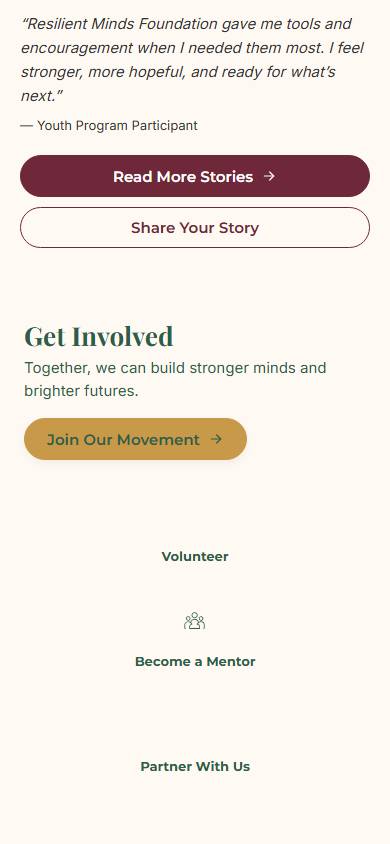 “Resilient Minds Foundation gave me tools and
encouragement when I needed them most. I feel
stronger, more hopeful, and ready for what’s
next.”
— Youth Program Participant
Read More Stories →
Share Your Story
Get Involved
Together, we can build stronger minds and
brighter futures.
Join Our Movement →
Volunteer
Become a Mentor
Partner With Us